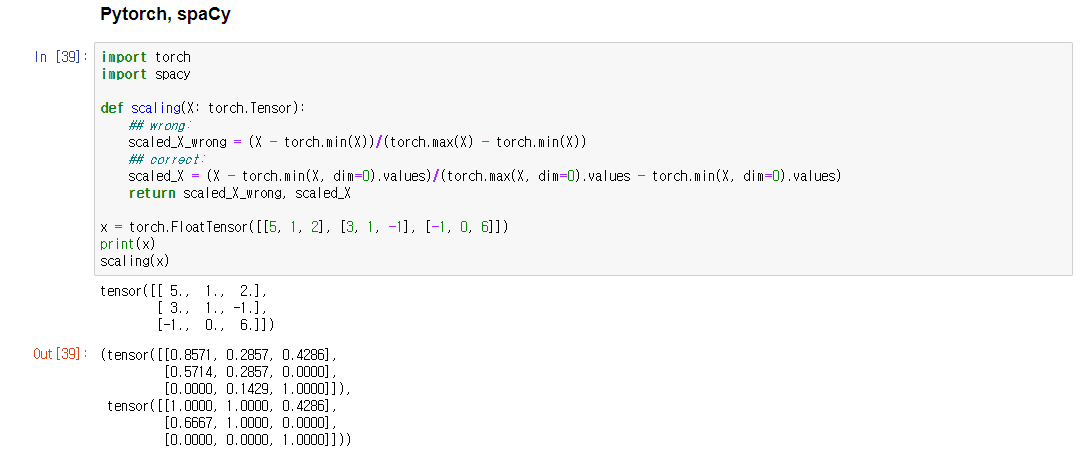 Pytorch, spaCy
In [39]: import torch
import spacy
def scaling(X: torch.Tensor):
## wrong:
scaled_X_wrong = (X - torch.min(X))/(torch.max(X) - torch.min(X))
## correct:
scaled_X = (X - torch.min(X, dim=0).values)/(torch.max(X, dim=0).values - torch.min(X, dim=0).values)
return scaled_X_wrong, scaled_X
x = torch.FloatTensor([[5, 1, 2], [3, 1, -1], [-1, 0, 6]])
print(x)
scaling(x)
tensor([[ 5., 1., 2.],
[ 3., 1., -1.],
[-1., 0., 6.]])
Out[39]: (tensor([[0.8571, 0.2857, 0.4286],
[0.5714, 0.2857, 0.0000],
[0.0000, 0.1429, 1.0000]]),
tensor([[1.0000, 1.0000, 0.4286],
[0.6667, 1.0000, 0.0000],
[0.0000, 0.0000, 1.0000]]))